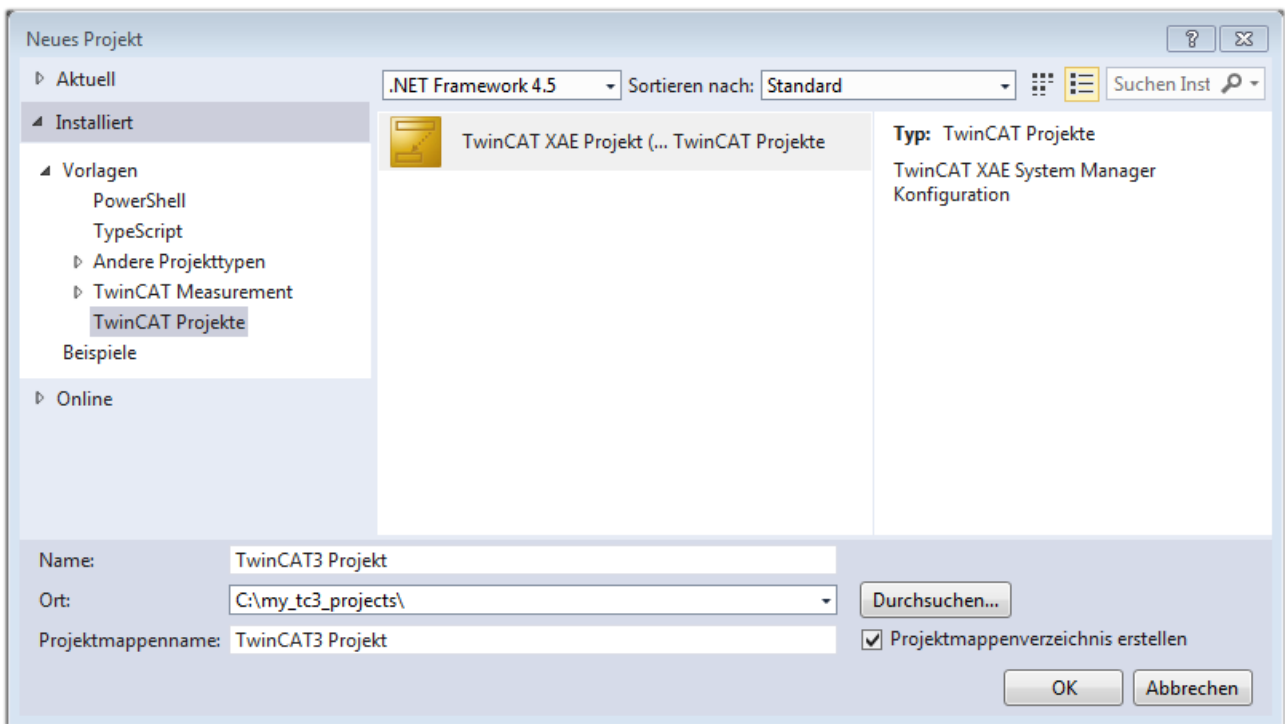 Neues Projekt
Aktuell
Installiert
Vorlagen
PowerShell
TypeScript
Andere Projekttypen
TwinCAT Measurement
TwinCAT Projekte
Beispiele
Online
.NET Framework 4.5 Sortieren nach: Standard Suchen Inst
TwinCAT XAE Projekt (... TwinCAT Projekte
Typ: TwinCAT Projekte
TwinCAT XAE System Manager
Konfiguration
Name: TwinCAT3 Projekt
Ort: C:\my_tc3_projects\ Durchsuchen...
Projektmappenname: TwinCAT3 Projekt Projektmappenverzeichnis erstellen
OK Abbrechen